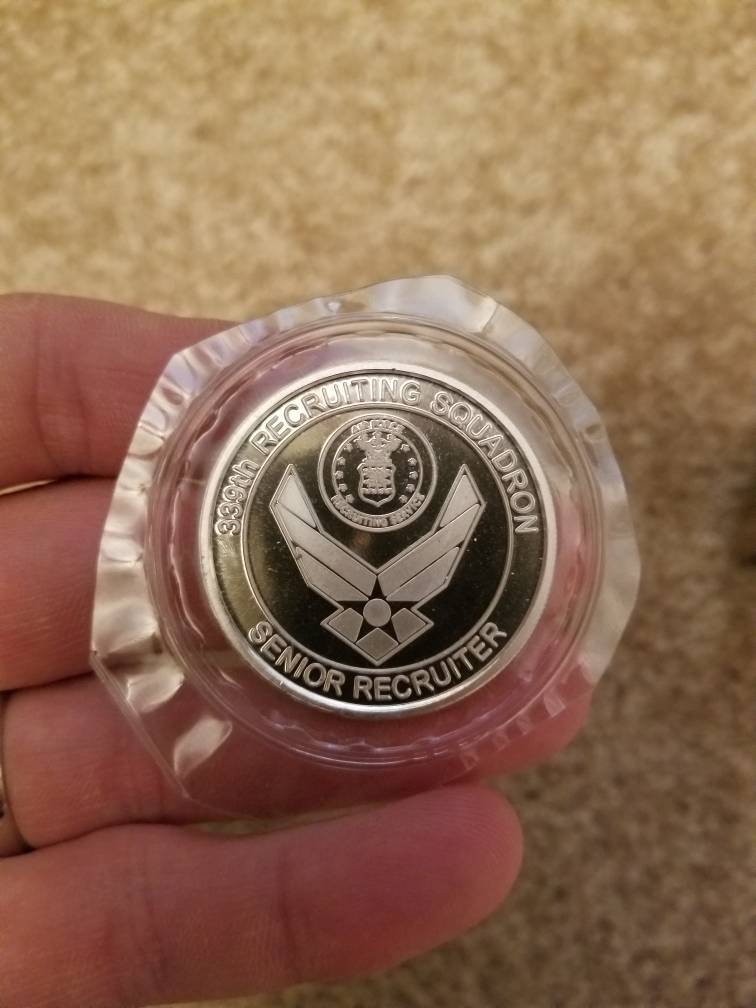 339th RECRUITING SQUADRON
AIR FORCE
RECRUITING SERVICE
SENIOR RECRUITER